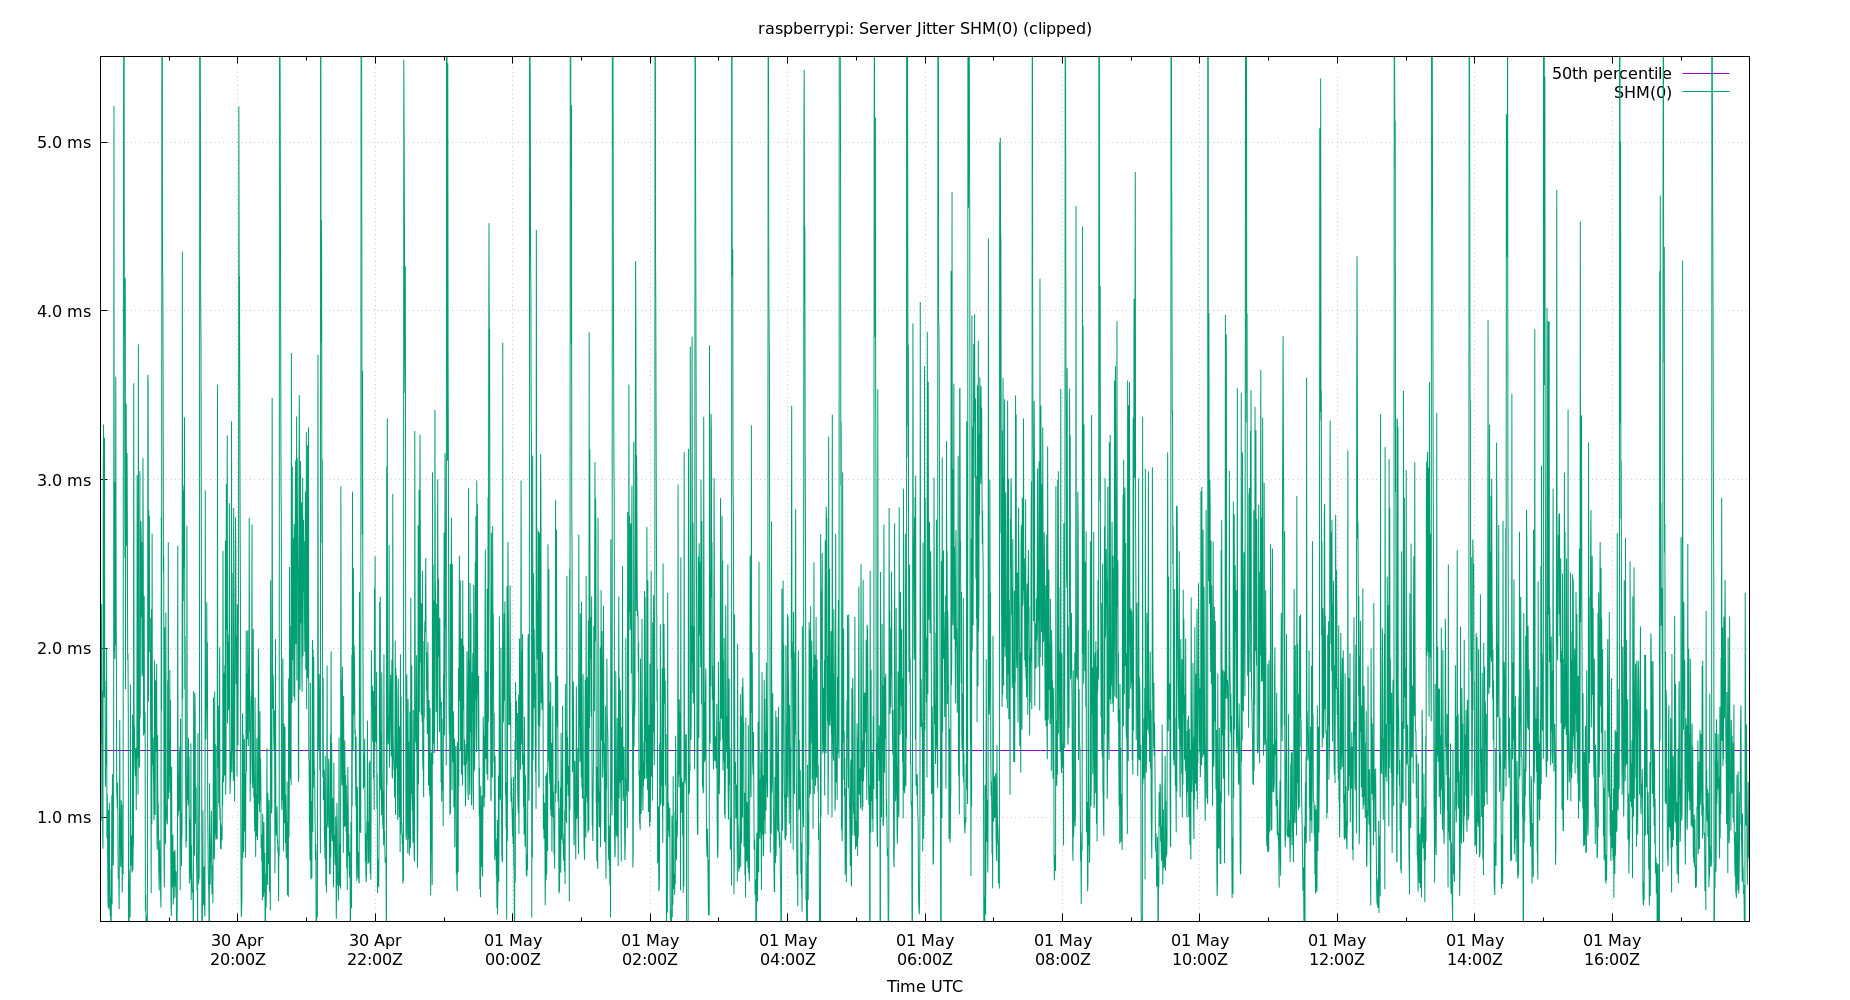 raspberrypi: Server Jitter SHM(0) (clipped)
50th percentile
SHM(0)
5.0 ms
4.0 ms
3.0 ms
2.0 ms
1.0 ms
30 Apr 30 Apr 01 May 01 May 01 May 01 May 01 May 01 May 01 May 01 May 01 May
20:00Z 22:00Z 00:00Z 02:00Z 04:00Z 06:00Z 08:00Z 10:00Z 12:00Z 14:00Z 16:00Z
Time UTC